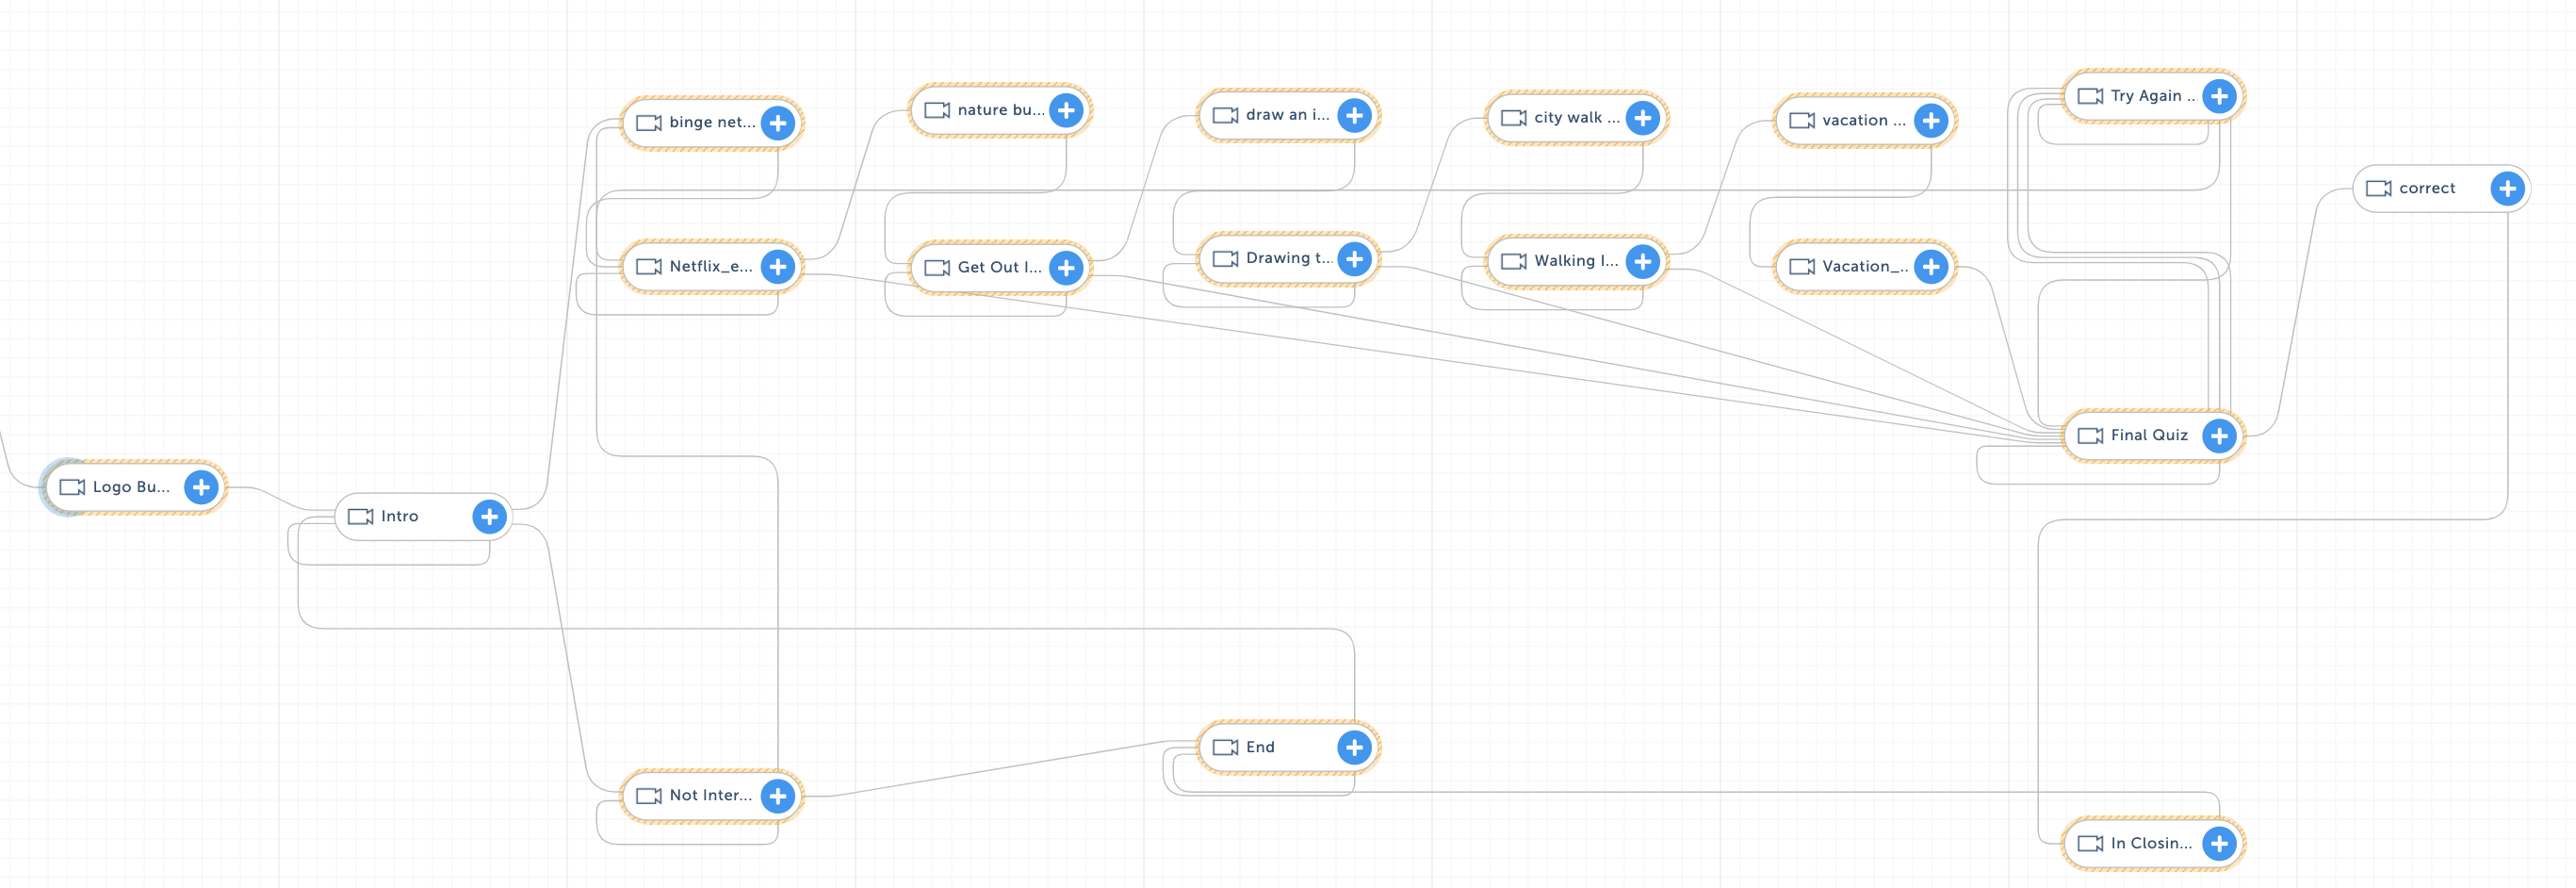 binge net...
nature bu...
draw an i...
city walk ...
vacation ...
Try Again ...
correct
Netflix_e...
Get Out I...
Drawing t...
Walking I...
Vacation_...
Final Quiz
Logo Bu...
Intro
End
Not Inter...
In Closin...